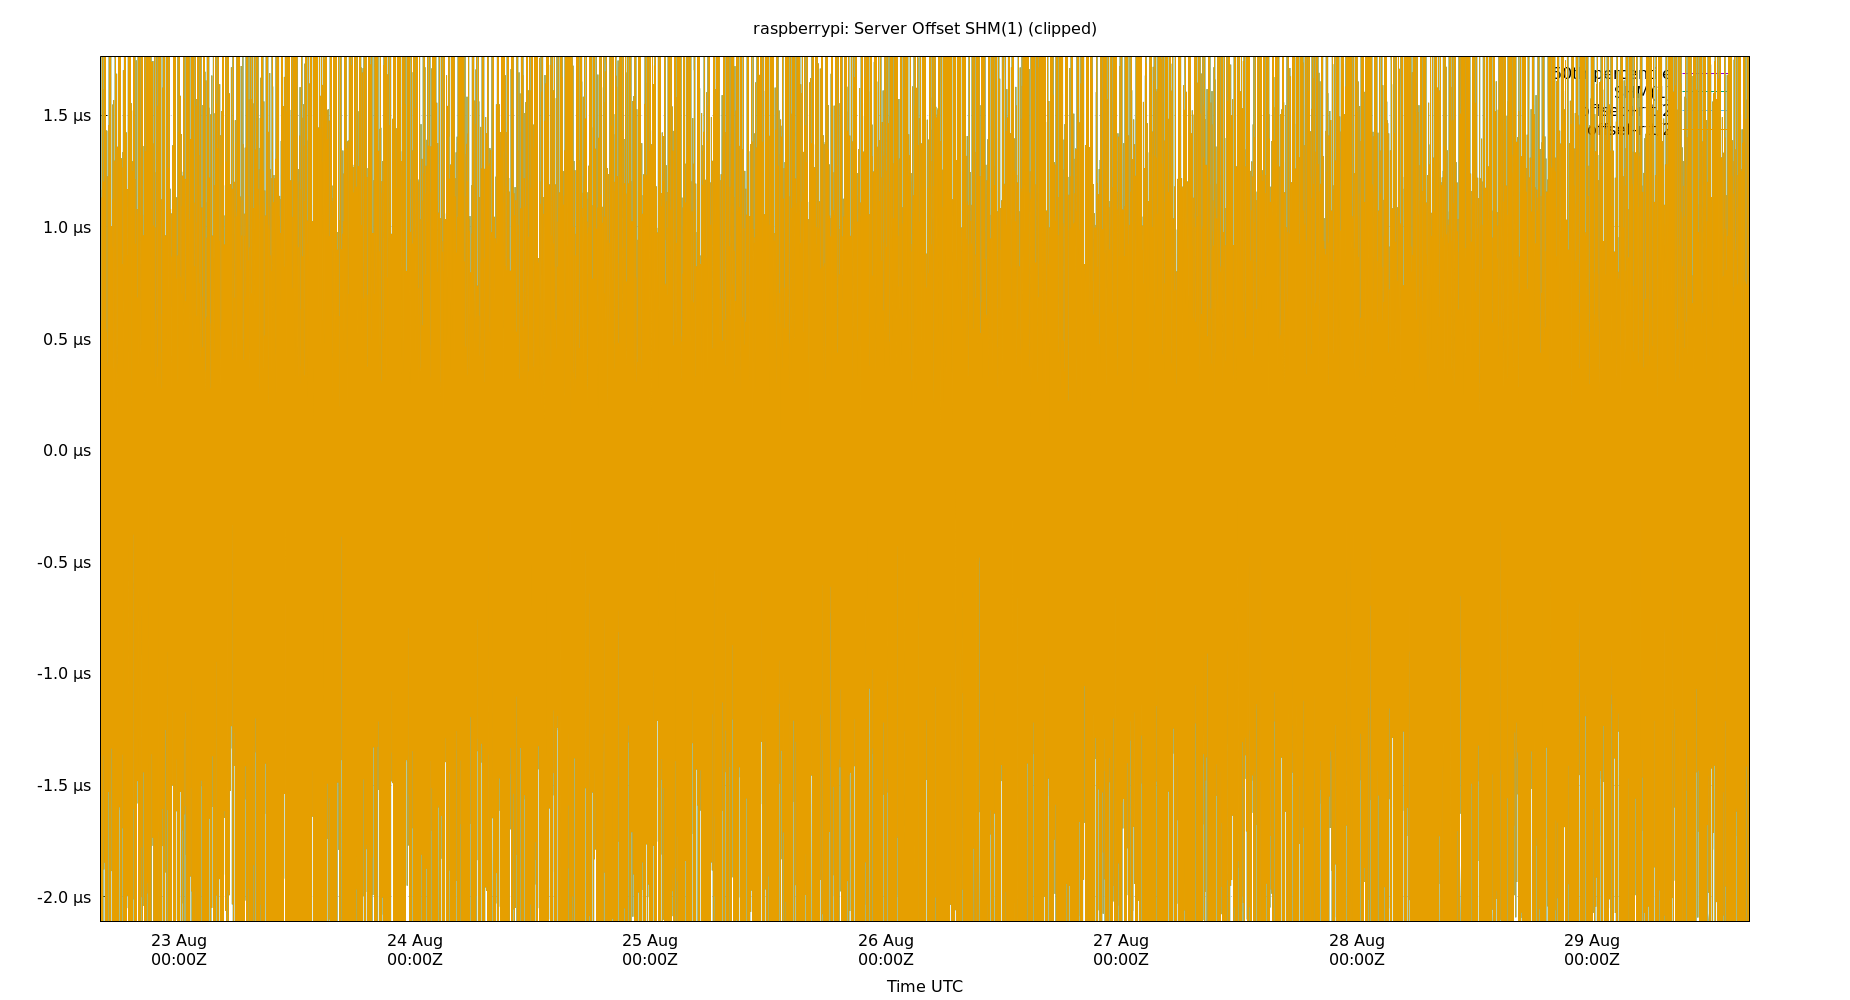 raspberrypi: Server Offset SHM(1) (clipped)
1.5 µs
1.0 µs
0.5 µs
0.0 µs
-0.5 µs
-1.0 µs
-1.5 µs
-2.0 µs
23 Aug 24 Aug 25 Aug 26 Aug 27 Aug 28 Aug 29 Aug
00:00Z 00:00Z 00:00Z 00:00Z 00:00Z 00:00Z 00:00Z
Time UTC